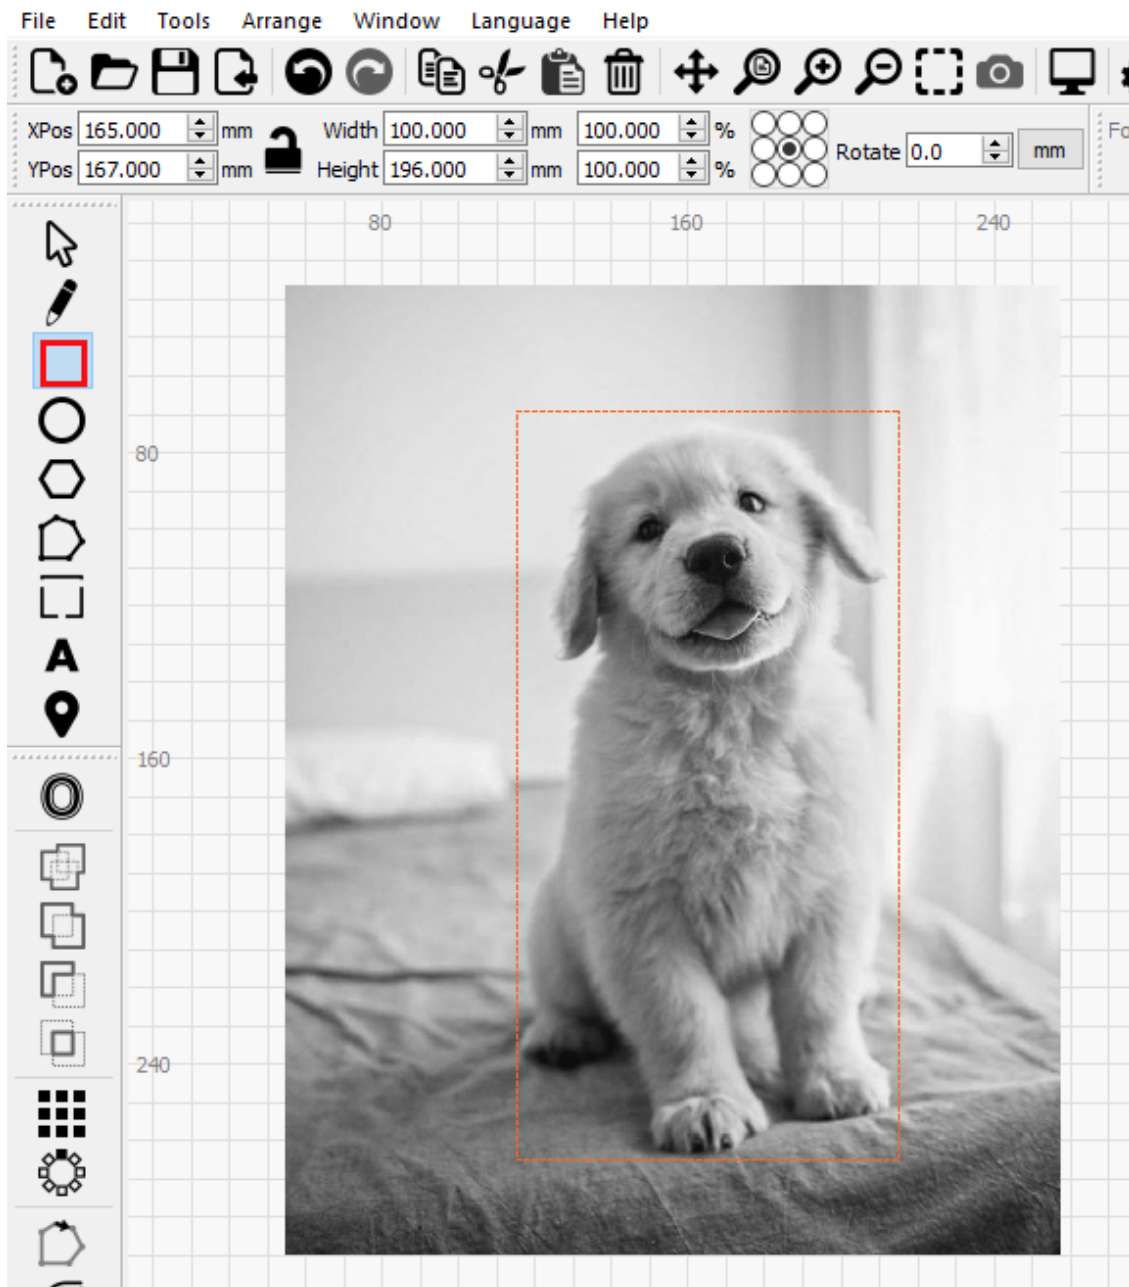 File Edit Tools Arrange Window Language Help
XPos 165.000 mm Width 100.000 mm 100.000 %
YPos 167.000 mm Height 196.000 mm 100.000 %
Rotate 0.0 mm
Fo
80 160 240
80
160
240
A